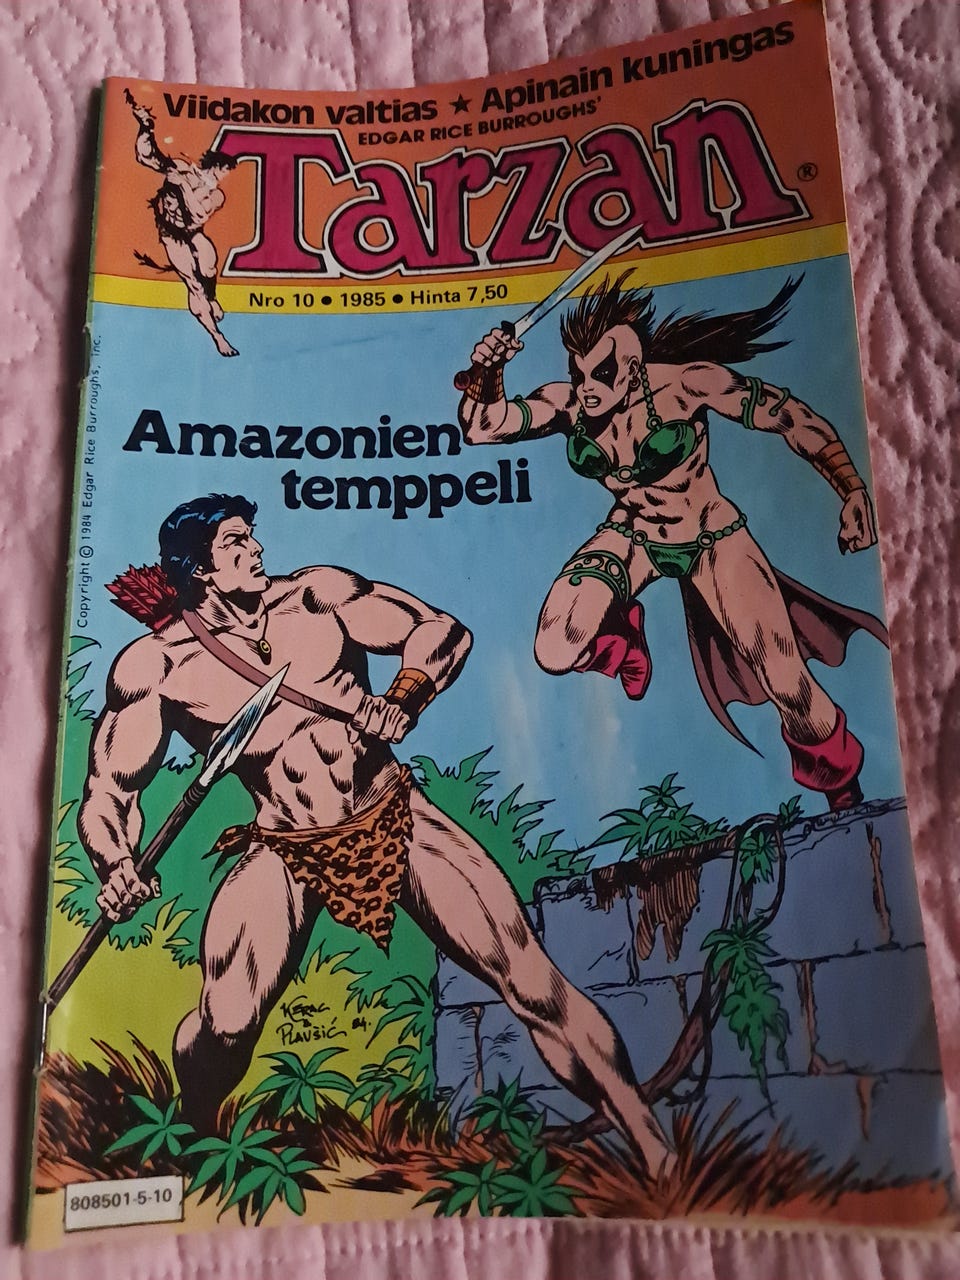 Viidakon valtias ★ Apinain kuningas
EDGAR RICE BURROUGHS'
Tarzan®
Nro 10 • 1985 • Hinta 7,50
Copyright © 1984 Edgar Rice Burroughs, Inc.
Amazonien
temppeli
KERAC
&
PLAVŠIĆ 84.
808501-5-10